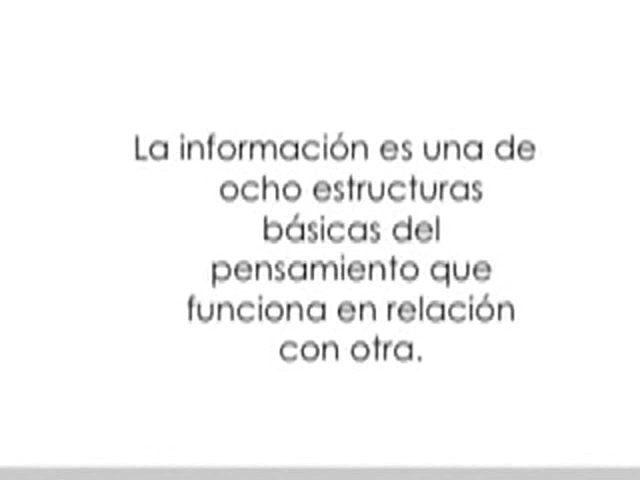 La información es una de
ocho estructuras
básicas del
pensamiento que
funciona en relación
con otra.